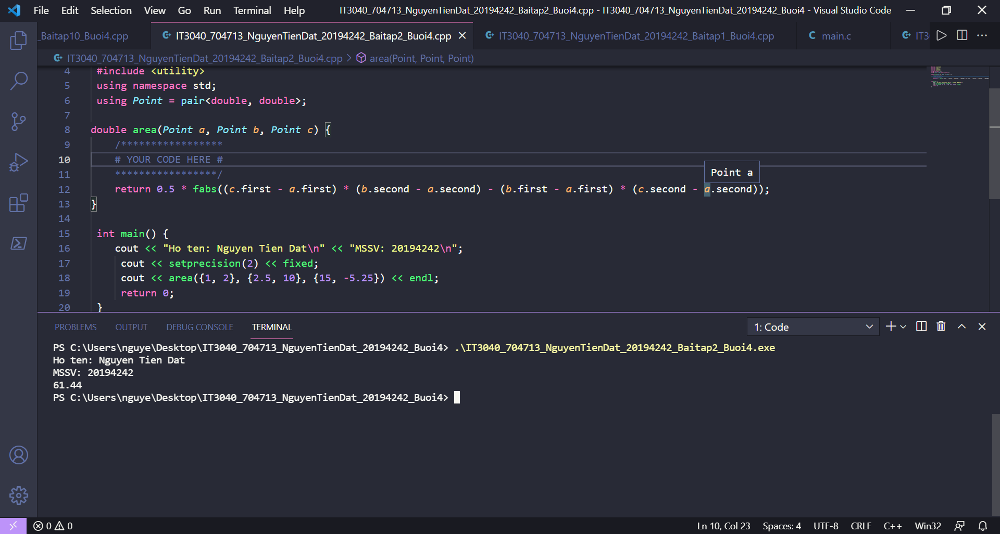 File Edit Selection View Go Run Terminal Help IT3040_704713_NguyenTienDat_20194242_Baitap2_Buoi4.cpp - IT3040_704713_NguyenTienDat_20194242_Buoi4 - Visual Studio Code
_Baitap10_Buoi4.cpp IT3040_704713_NguyenTienDat_20194242_Baitap2_Buoi4.cpp IT3040_704713_NguyenTienDat_20194242_Baitap1_Buoi4.cpp C main.c IT3
IT3040_704713_NguyenTienDat_20194242_Baitap2_Buoi4.cpp > area(Point, Point, Point)
4 #include <utility>
5 using namespace std;
6 using Point = pair<double, double>;
7
8 double area(Point a, Point b, Point c) {
9 /*****************
10 # YOUR CODE HERE #
Point a
11 *****************/
12 return 0.5 * fabs((c.first - a.first) * (b.second - a.second) - (b.first - a.first) * (c.second - a.second));
13 }
14
15 int main() {
16 cout << "Ho ten: Nguyen Tien Dat\n" << "MSSV: 20194242\n";
17 cout << setprecision(2) << fixed;
18 cout << area({1, 2}, {2.5, 10}, {15, -5.25}) << endl;
19 return 0;
20 }
PROBLEMS OUTPUT DEBUG CONSOLE TERMINAL 1: Code
PS C:\Users\nguye\Desktop\IT3040_704713_NguyenTienDat_20194242_Buoi4> .\IT3040_704713_NguyenTienDat_20194242_Baitap2_Buoi4.exe
Ho ten: Nguyen Tien Dat
MSSV: 20194242
61.44
PS C:\Users\nguye\Desktop\IT3040_704713_NguyenTienDat_20194242_Buoi4>
0 0 Ln 10, Col 23 Spaces: 4 UTF-8 CRLF C++ Win32